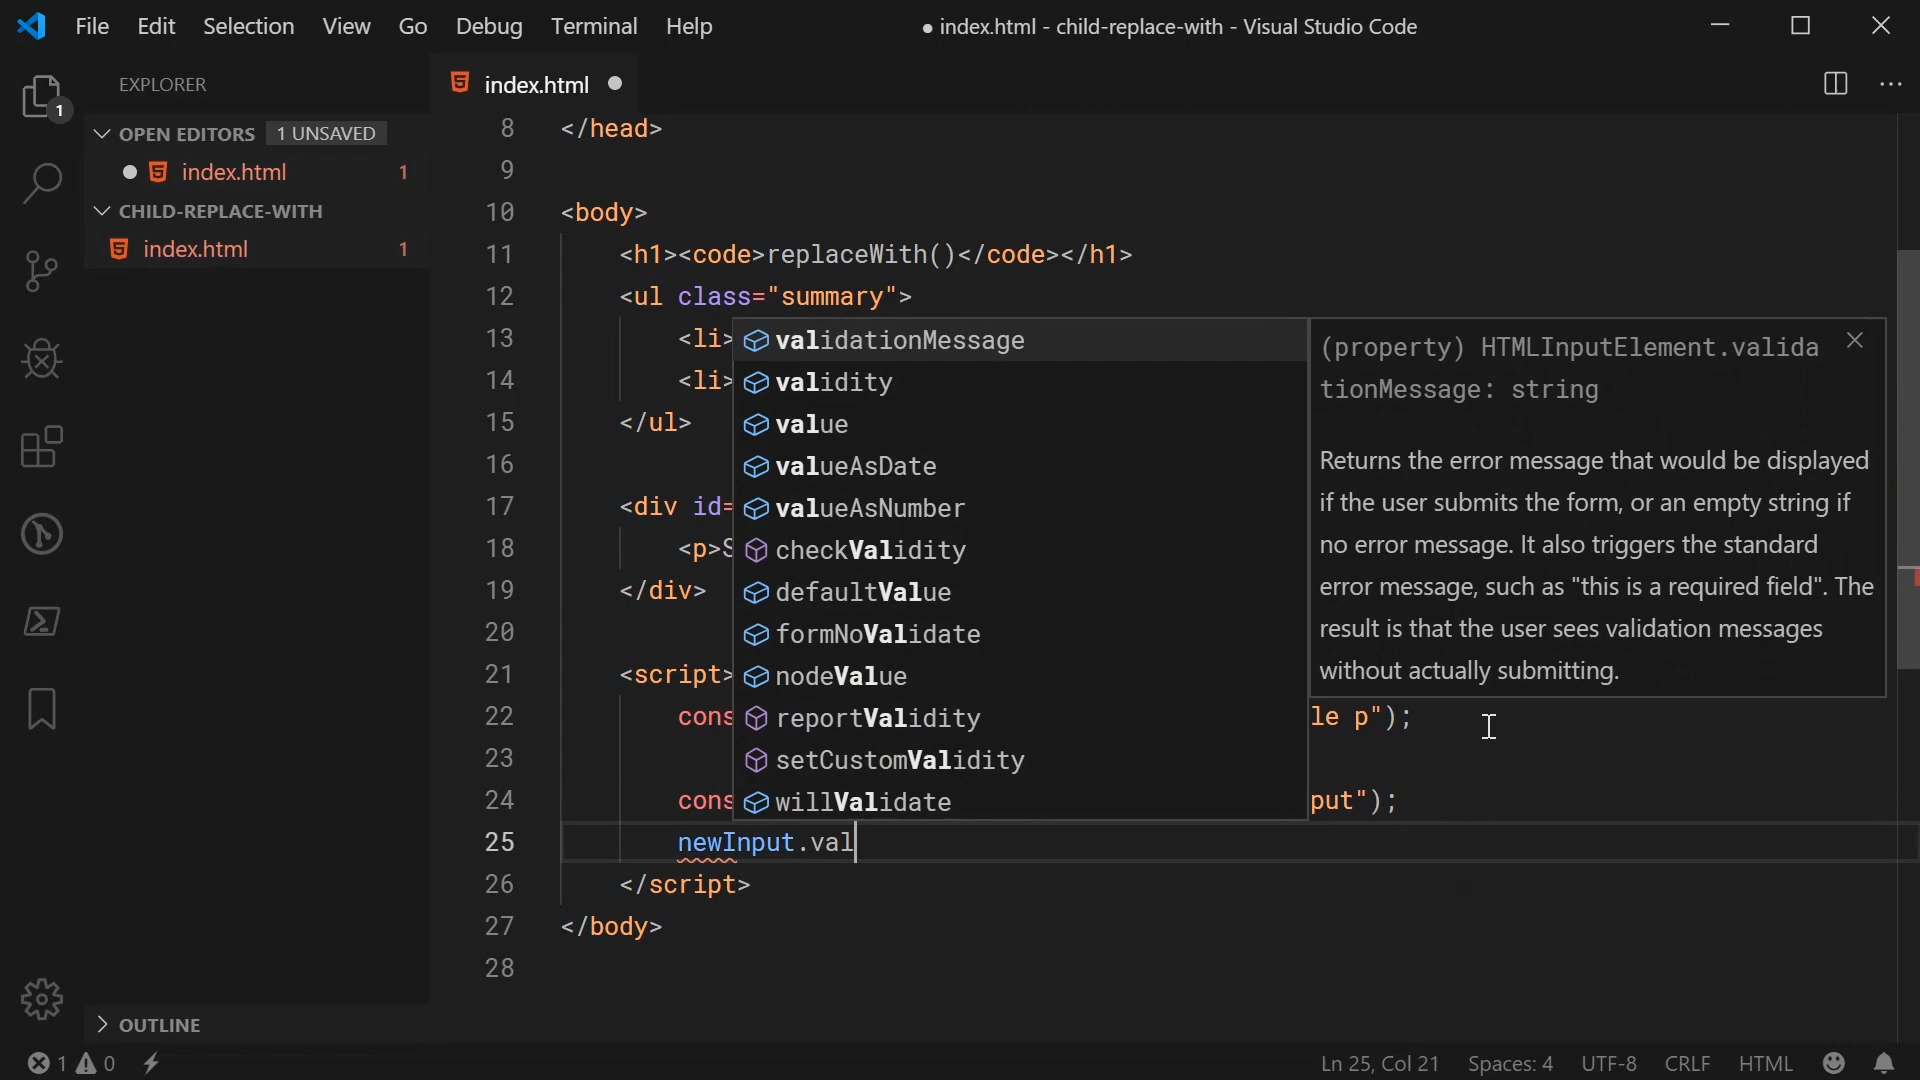 File Edit Selection View Go Debug Terminal Help
● index.html - child-replace-with - Visual Studio Code
EXPLORER
1
OPEN EDITORS 1 UNSAVED
index.html 1
CHILD-REPLACE-WITH
index.html 1
OUTLINE
index.html
8 </head>
9
10 <body>
11 <h1><code>replaceWith()</code></h1>
12 <ul class="summary">
13 <li>
14 <li>
15 </ul>
16
17 <div id=
18 <p>S
19 </div>
20
21 <script>
22 cons le p");
23
24 cons put");
25 newInput.val
26 </script>
27 </body>
28
validationMessage
validity
value
valueAsDate
valueAsNumber
checkValidity
defaultValue
formNoValidate
nodeValue
reportValidity
setCustomValidity
willValidate
(property) HTMLInputElement.valida
tionMessage: string
Returns the error message that would be displayed
if the user submits the form, or an empty string if
no error message. It also triggers the standard
error message, such as "this is a required field". The
result is that the user sees validation messages
without actually submitting.
1 0
Ln 25, Col 21 Spaces: 4 UTF-8 CRLF HTML